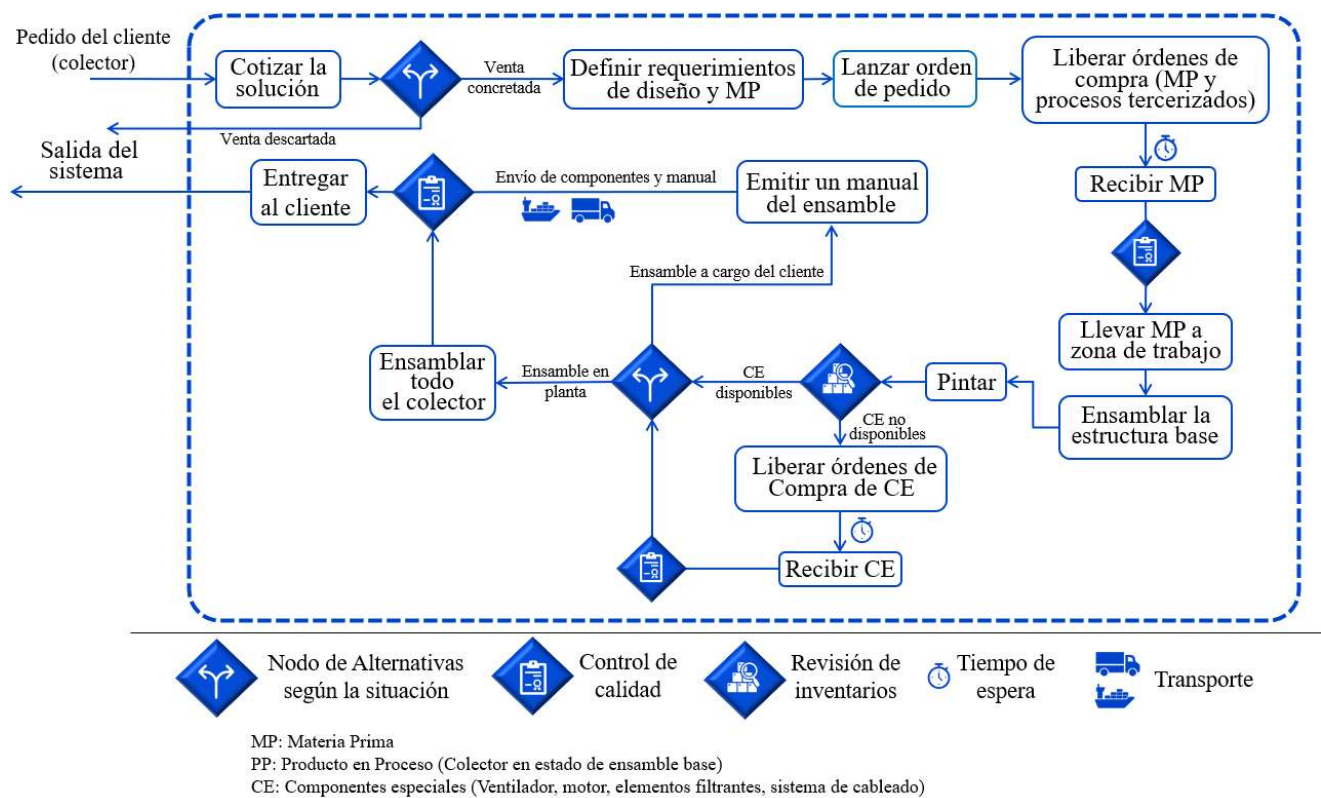 Pedido del cliente
(colector)
Cotizar la
solución
Venta
concretada
Definir requerimientos
de diseño y MP
Lanzar orden
de pedido
Liberar órdenes de
compra (MP y
procesos tercerizados)
Venta descartada
Salida del
sistema
Entregar
al cliente
Envío de componentes y manual
Emitir un manual
del ensamble
Recibir MP
Ensamble a cargo del cliente
Llevar MP a
zona de trabajo
Ensamblar
todo
el colector
Ensamble en
planta
CE
disponibles
Pintar
Ensamblar la
estructura base
CE no
disponibles
Liberar órdenes de
Compra de CE
Recibir CE
Nodo de Alternativas
según la situación
Control de
calidad
Revisión de
inventarios
Tiempo de
espera
Transporte
MP: Materia Prima
PP: Producto en Proceso (Colector en estado de ensamble base)
CE: Componentes especiales (Ventilador, motor, elementos filtrantes, sistema de cableado)